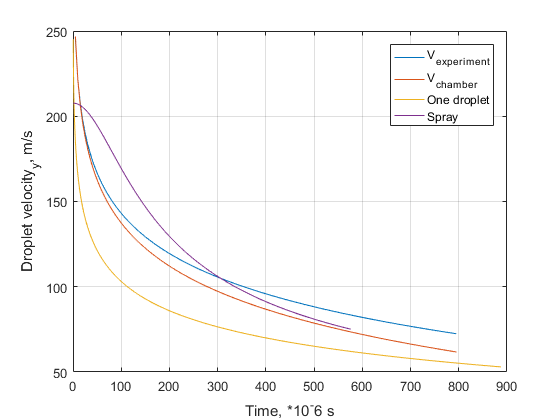 250
200
150
100
50
0
100
200
300
400
500
600
700
800
900
Droplet velocity_y, m/s
Time, *10^-6 s
V_experiment
V_chamber
One droplet
Spray